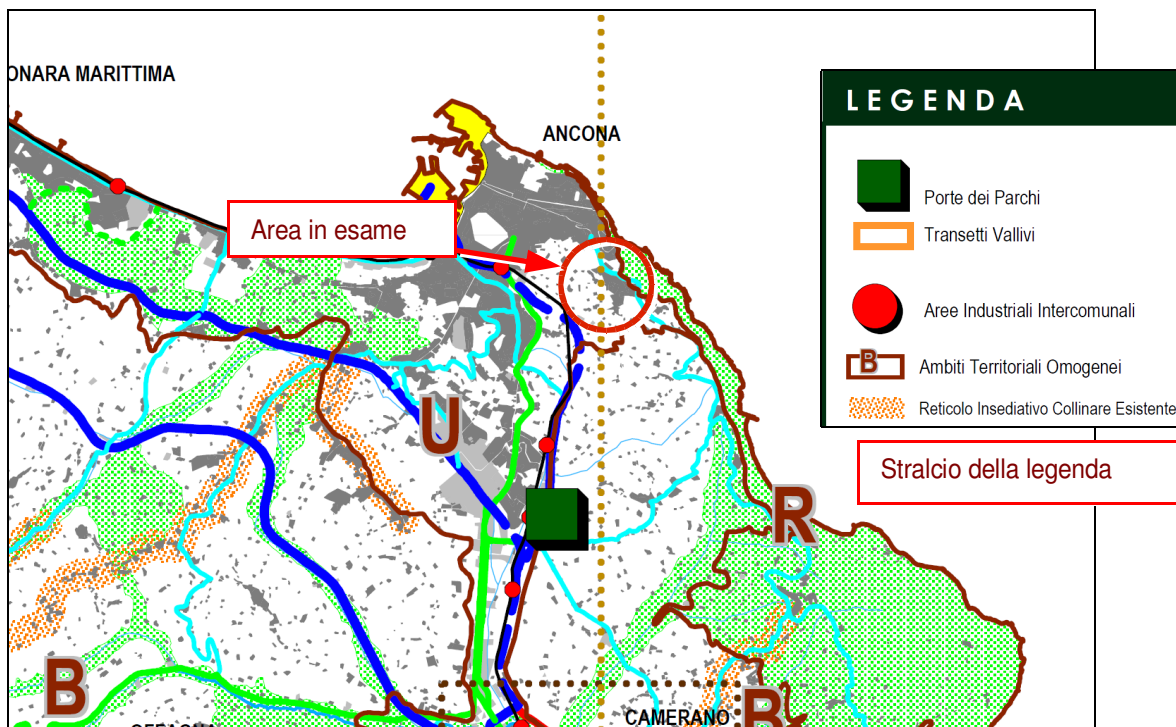 ONARA MARITTIMA
ANCONA
Area in esame
LEGENDA
Porte dei Parchi
Transetti Vallivi
Aree Industriali Intercomunali
B
Ambiti Territoriali Omogenei
Reticolo Insediativo Collinare Esistente
Stralcio della legenda
U
R
B
B
CAMERANO